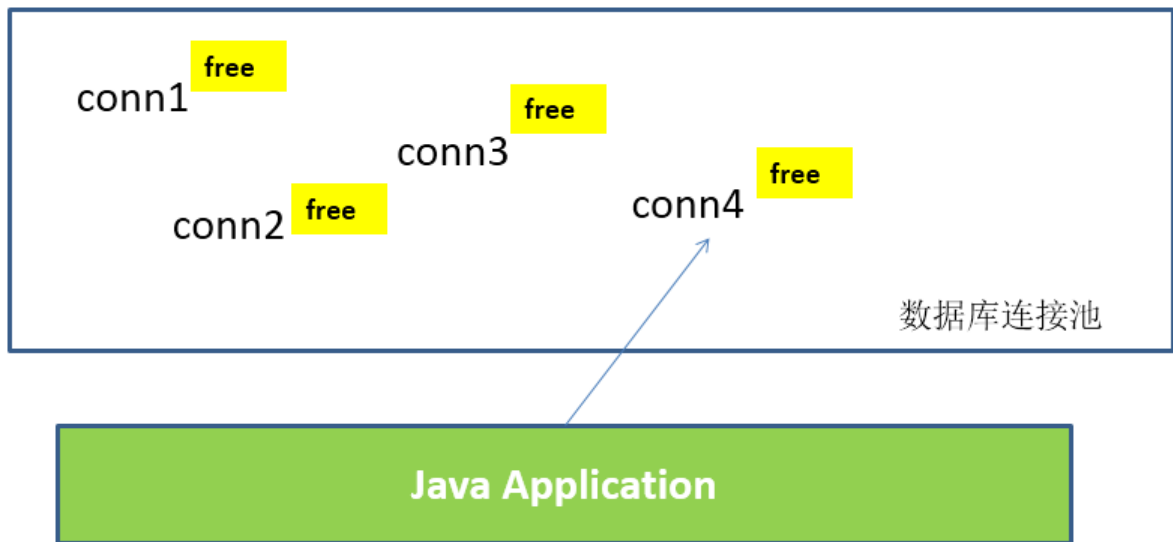 free
conn1
free
conn3
free
conn4
free
conn2
数据库连接池
Java Application